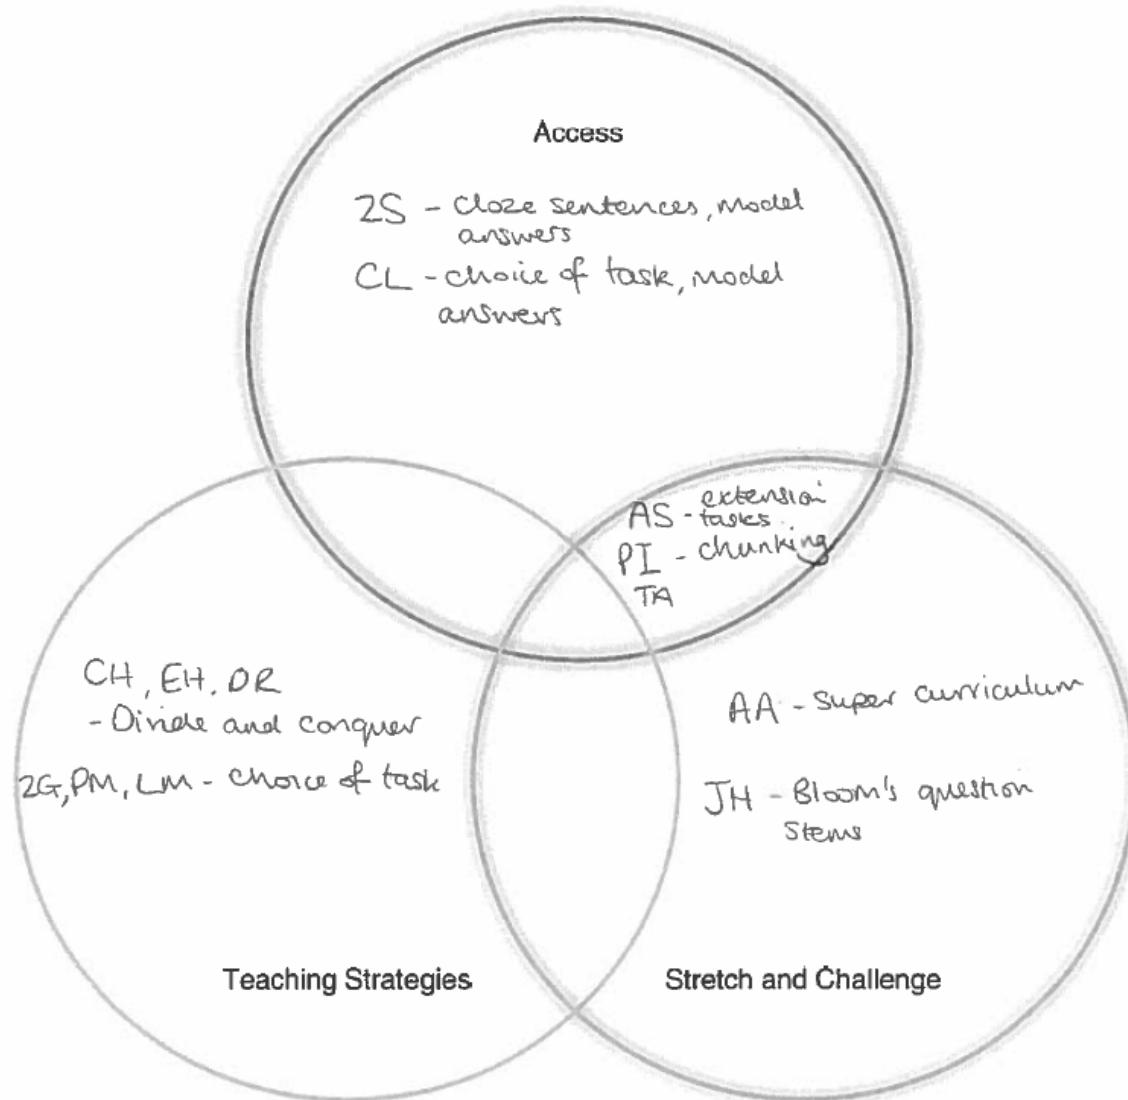 Access
2S - cloze sentences, model
answers
CL - choice of task, model
answers
AS - extension
tasks
PI - chunking
TA
CH, EH, DR
- Divide and conquer
2G, PM, LM - choice of task
AA - super curriculum
JH - Bloom's question
stems
Teaching Strategies
Stretch and Challenge